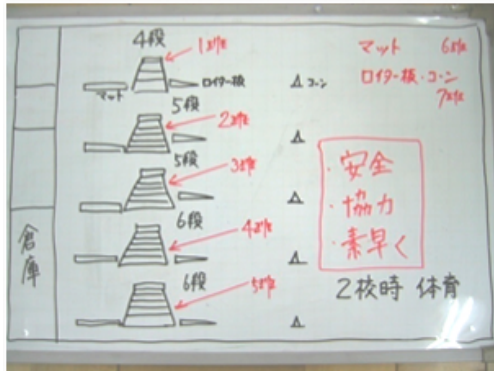 4段
1班
マット
ロイター板
コーン
5段
2班
5段
3班
6段
4班
6段
5班
倉庫
マット 6班
ロイター板・コーン
7班
・安全
・協力
・素早く
2校時 体育